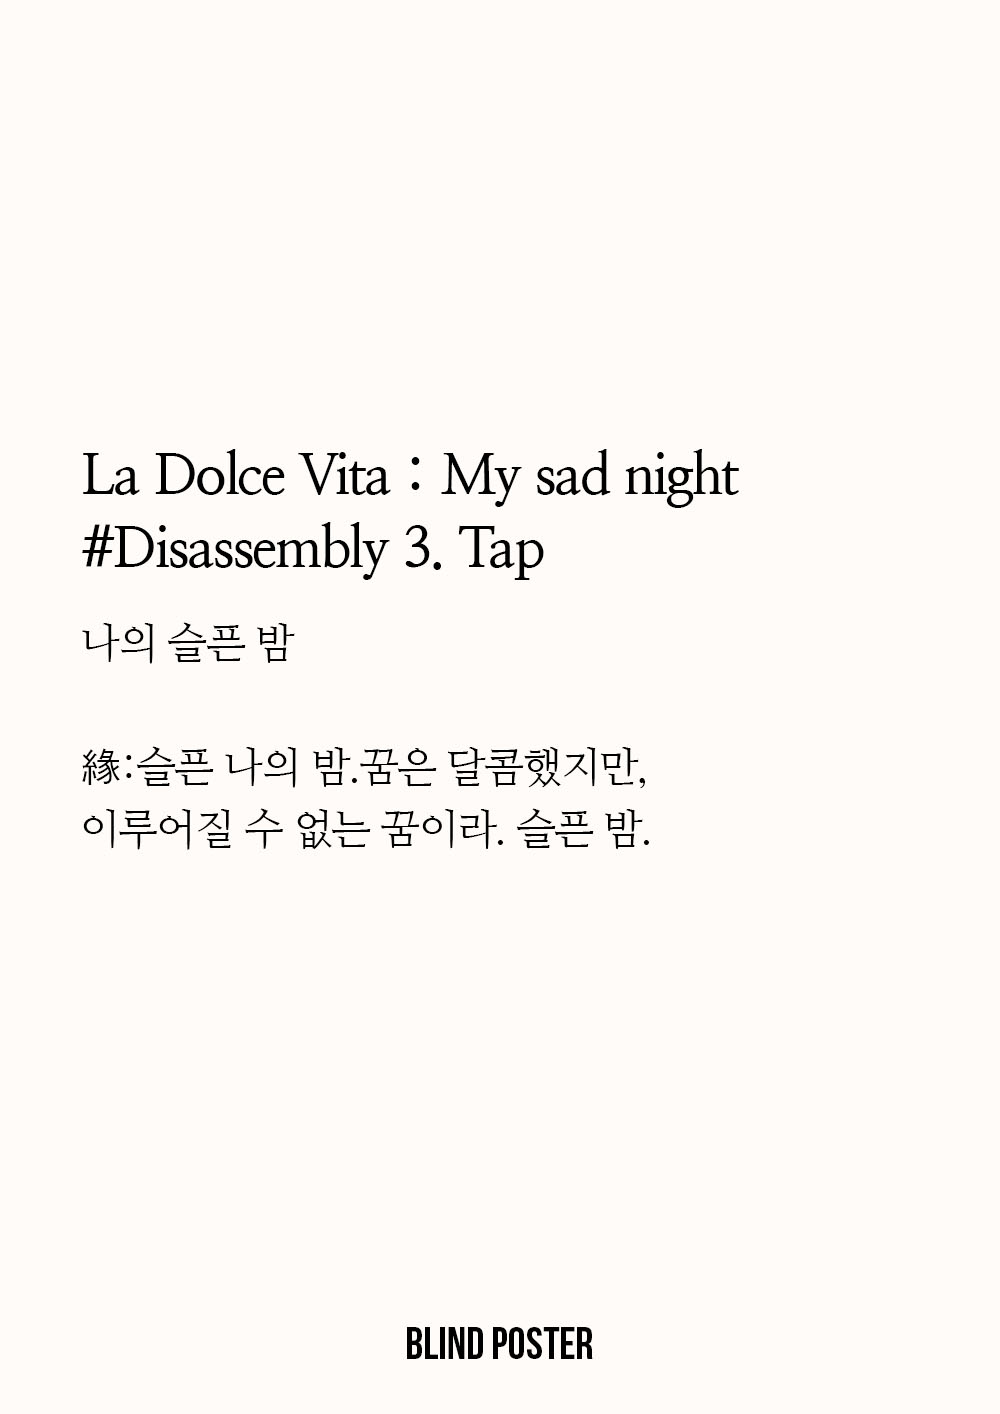 La Dolce Vita : My sad night
#Disassembly 3. Tap
나의 슬픈 밤
緣:슬픈 나의 밤.꿈은 달콤했지만,
이루어질 수 없는 꿈이라. 슬픈 밤.
BLIND POSTER